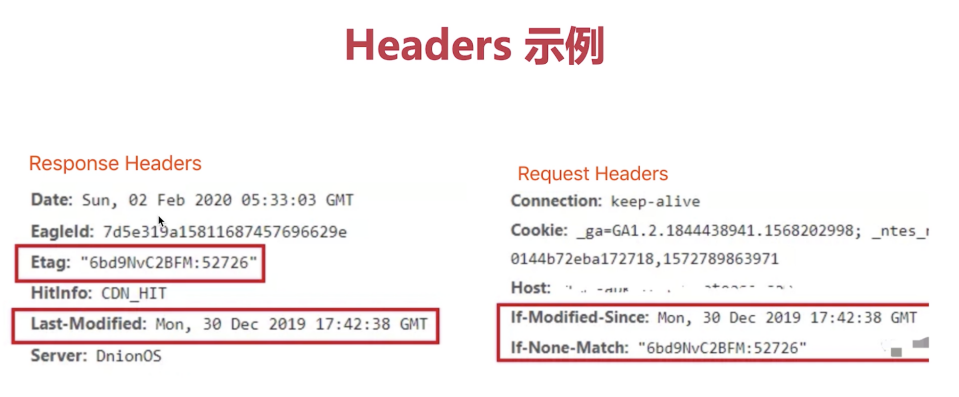 Headers 示例
Response Headers
Date: Sun, 02 Feb 2020 05:33:03 GMT
EagleId: 7d5e319a15811687457696629e
Etag: "6bd9NvC2BFM:52726"
HitInfo: CDN_HIT
Last-Modified: Mon, 30 Dec 2019 17:42:38 GMT
Server: DnionOS
Request Headers
Connection: keep-alive
Cookie: _ga=GA1.2.1844438941.1568202998; _ntes_
0144b72eba172718,1572789863971
Host:
If-Modified-Since: Mon, 30 Dec 2019 17:42:38 GMT
If-None-Match: "6bd9NvC2BFM:52726"